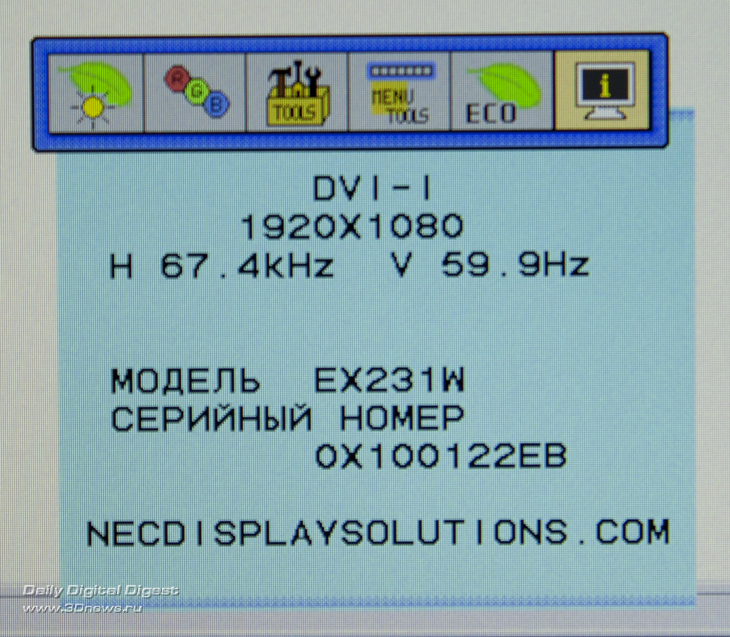 R G B
TOOLS
MENU
TOOLS
ECO
i
DVI-I
1920X1080
H 67.4kHz V 59.9Hz
МОДЕЛЬ EX231W
СЕРИЙНЫЙ НОМЕР
0X100122EB
NECDISPLAYSOLUTIONS.COM
Daily Digital Digest
www.3Dnews.ru